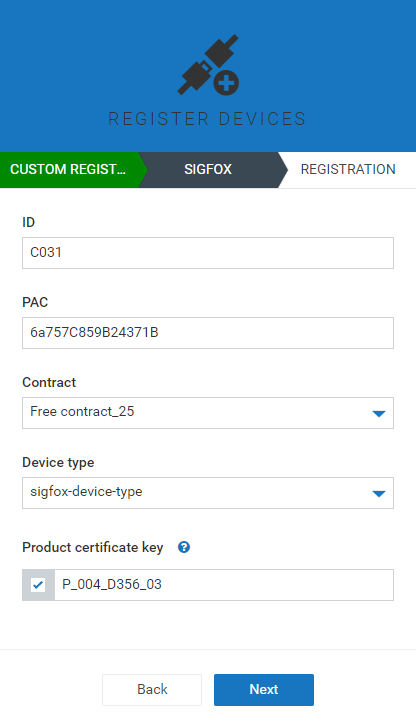 REGISTER DEVICES
CUSTOM REGIST...
SIGFOX
REGISTRATION
ID
C031
PAC
6a757C859B24371B
Contract
Free contract_25
Device type
sigfox-device-type
Product certificate key ?
P_004_D356_03
Back
Next